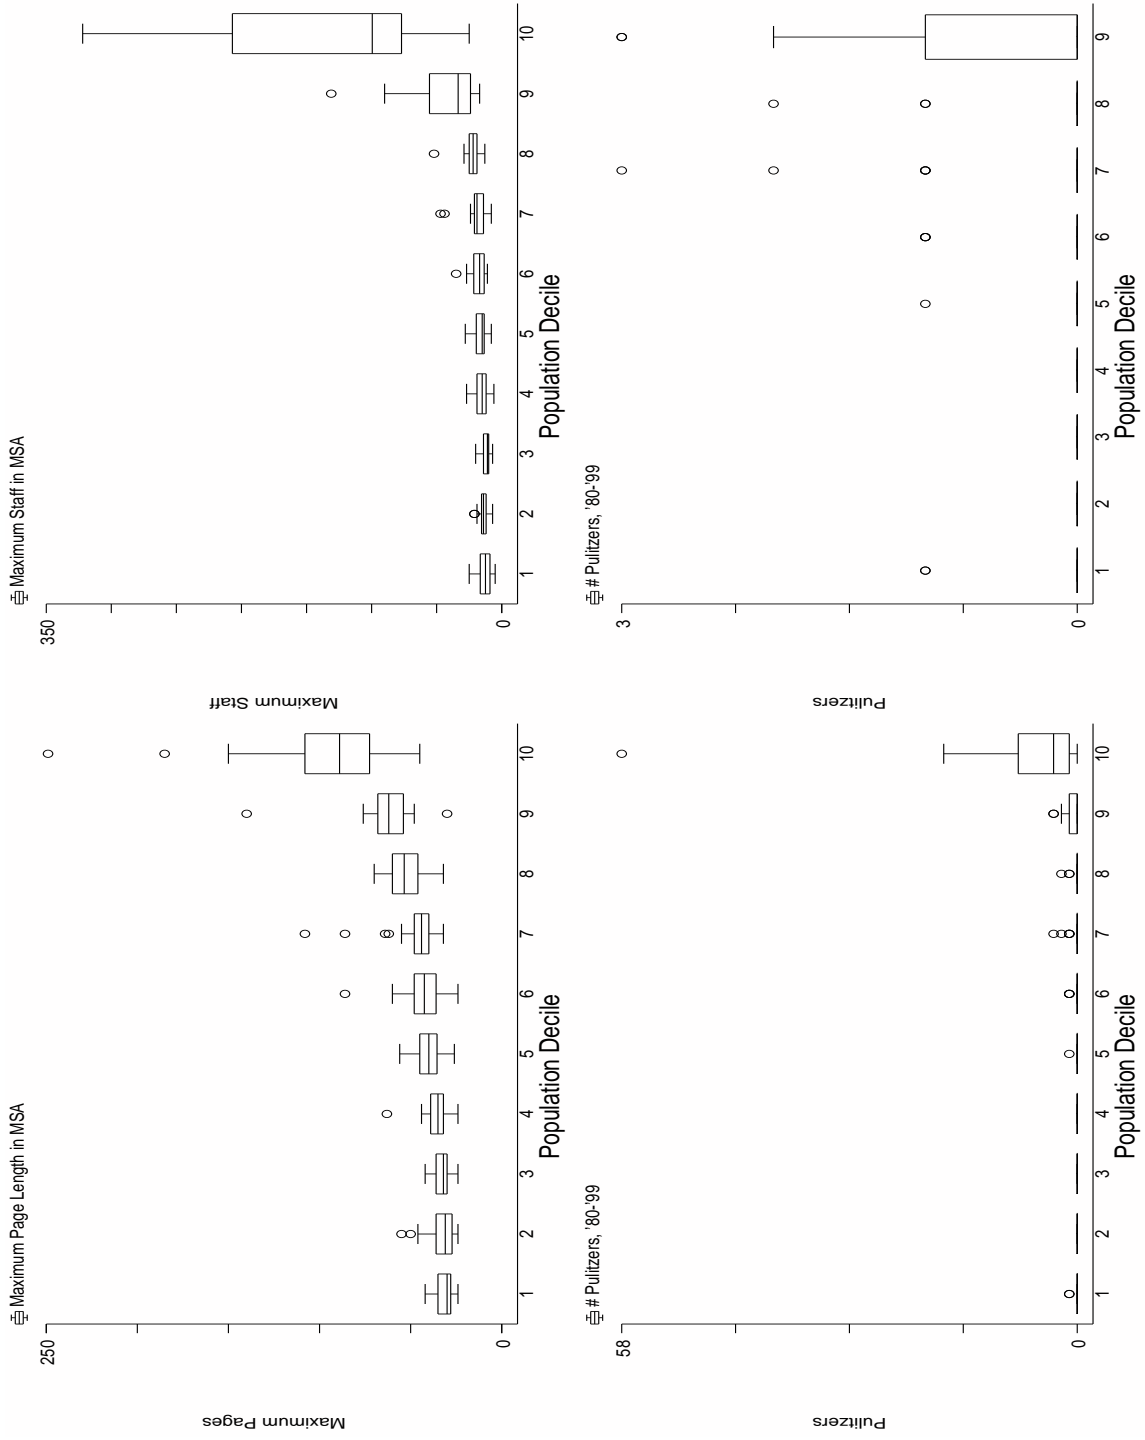 Maximum Page Length in MSA
Maximum Pages
250
0
1 2 3 4 5 6 7 8 9 10
Population Decile
Maximum Staff in MSA
Maximum Staff
350
0
1 2 3 4 5 6 7 8 9 10
Population Decile
# Pulitzers, '80-'99
Pulitzers
58
0
1 2 3 4 5 6 7 8 9 10
Population Decile
# Pulitzers, '80-'99
Pulitzers
3
0
1 2 3 4 5 6 7 8 9
Population Decile